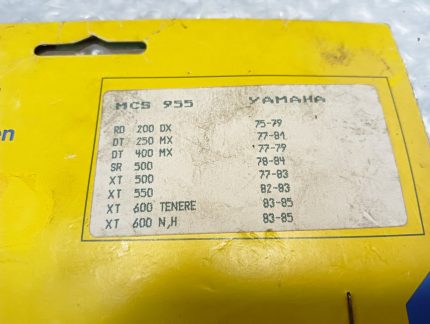 MCS 955 YAMAHA
RD 200 DX 75-79
DT 250 MX 77-81
DT 400 MX 77-79
SR 500 78-84
XT 500 77-83
XT 550 82-83
XT 600 TENERE 83-85
XT 600 N,H 83-85
en